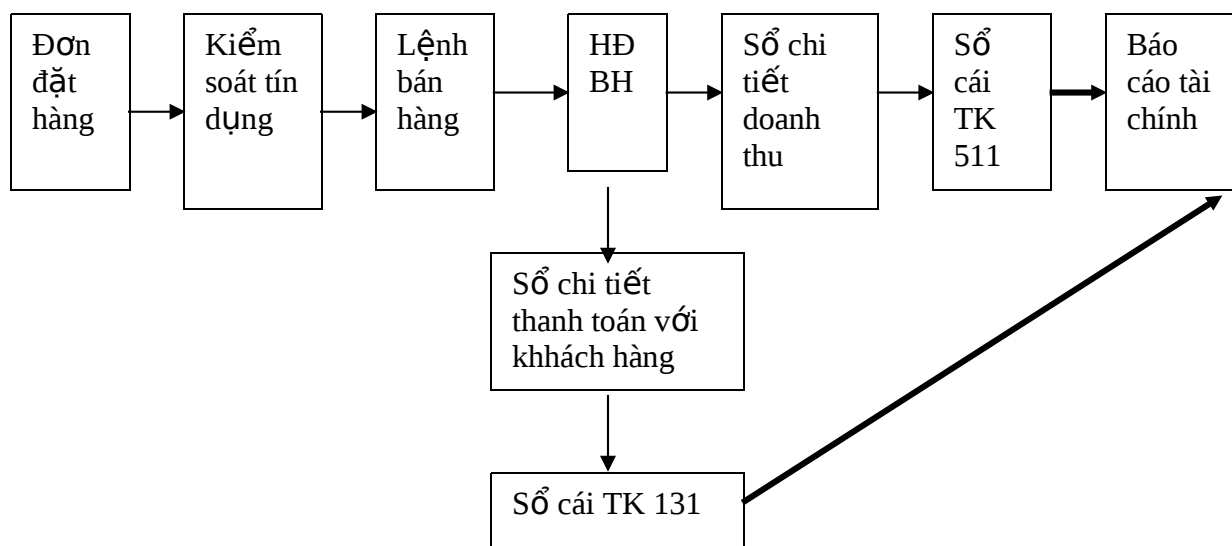 Đơn
đặt
hàng
Kiểm
soát tín
dụng
Lệnh
bán
hàng
HĐ
BH
Sổ chi
tiết
doanh
thu
Sổ
cái
TK
511
Báo
cáo tài
chính
Sổ chi tiết
thanh toán với
khhách hàng
Sổ cái TK 131